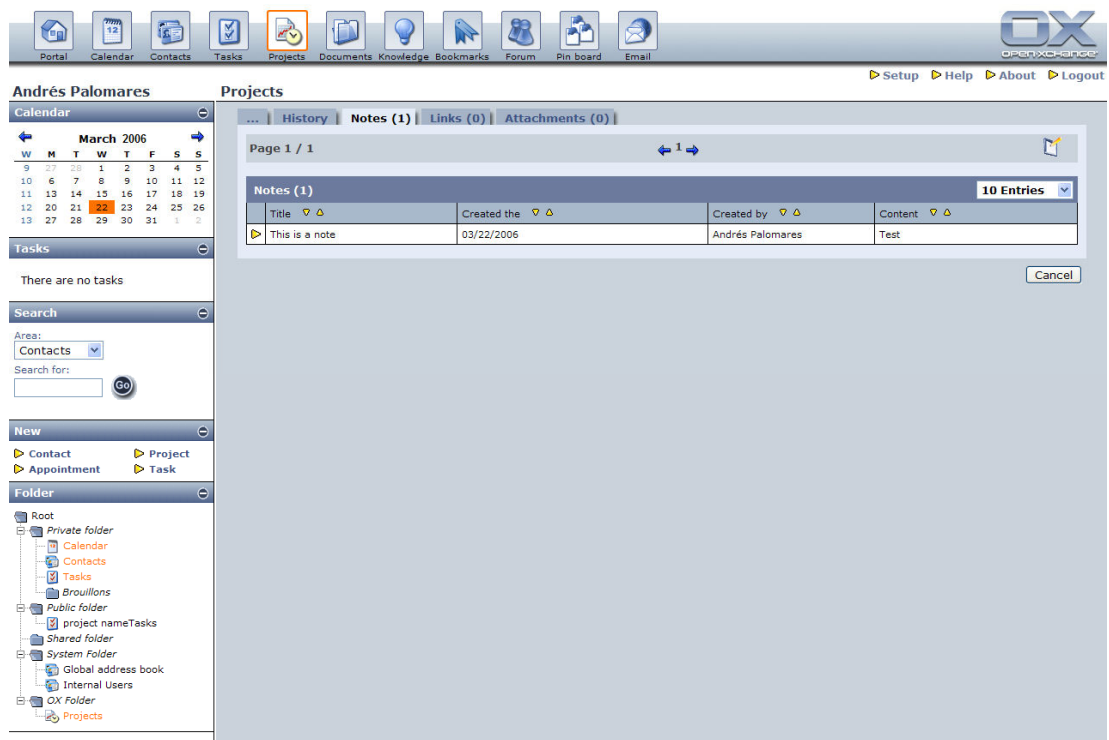 12
Portal Calendar Contacts Tasks Projects Documents Knowledge Bookmarks Forum Pin board Email
OX
OPEN XCHANGE
Setup Help About Logout
Andrés Palomares
Projects
Calendar
March 2006
W M T W T F S S
9 27 28 1 2 3 4 5
10 6 7 8 9 10 11 12
11 13 14 15 16 17 18 19
12 20 21 22 23 24 25 26
13 27 28 29 30 31 1 2
Tasks
There are no tasks
Search
Area:
Contacts
Search for:
Go
New
Contact Project
Appointment Task
Folder
Root
Private folder
Calendar
Contacts
Tasks
Brouillons
Public folder
project nameTasks
Shared folder
System Folder
Global address book
Internal Users
OX Folder
Projects
... History Notes (1) Links (0) Attachments (0)
Page 1 / 1
1
Notes (1)
10 Entries
Title Created the Created by Content
This is a note 03/22/2006 Andrés Palomares Test
Cancel